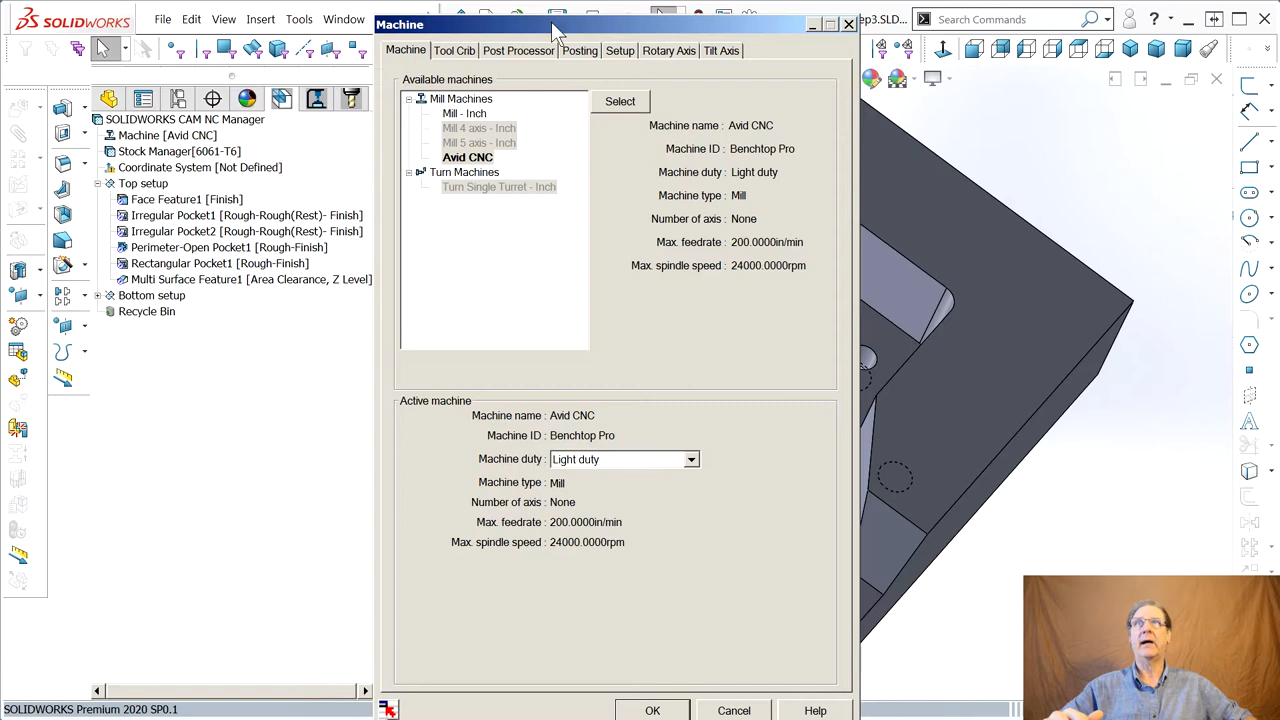 SOLIDWORKS File Edit View Insert Tools Window
ep3.SLD...
Search Commands
Machine
Machine Tool Crib Post Processor Posting Setup Rotary Axis Tilt Axis
Available machines
Mill Machines
Mill - Inch
Mill 4 axis - Inch
Mill 5 axis - Inch
Avid CNC
Turn Machines
Turn Single Turret - Inch
Select
Machine name : Avid CNC
Machine ID : Benchtop Pro
Machine duty : Light duty
Machine type : Mill
Number of axis : None
Max. feedrate : 200.0000in/min
Max. spindle speed : 24000.0000rpm
Active machine
Machine name : Avid CNC
Machine ID : Benchtop Pro
Machine duty : Light duty
Machine type : Mill
Number of axis : None
Max. feedrate : 200.0000in/min
Max. spindle speed : 24000.0000rpm
OK Cancel Help
SOLIDWORKS CAM NC Manager
Machine [Avid CNC]
Stock Manager[6061-T6]
Coordinate System [Not Defined]
Top setup
Face Feature1 [Finish]
Irregular Pocket1 [Rough-Rough(Rest)- Finish]
Irregular Pocket2 [Rough-Rough(Rest)- Finish]
Perimeter-Open Pocket1 [Rough-Finish]
Rectangular Pocket1 [Rough-Finish]
Multi Surface Feature1 [Area Clearance, Z Level]
Bottom setup
Recycle Bin
SOLIDWORKS Premium 2020 SP0.1